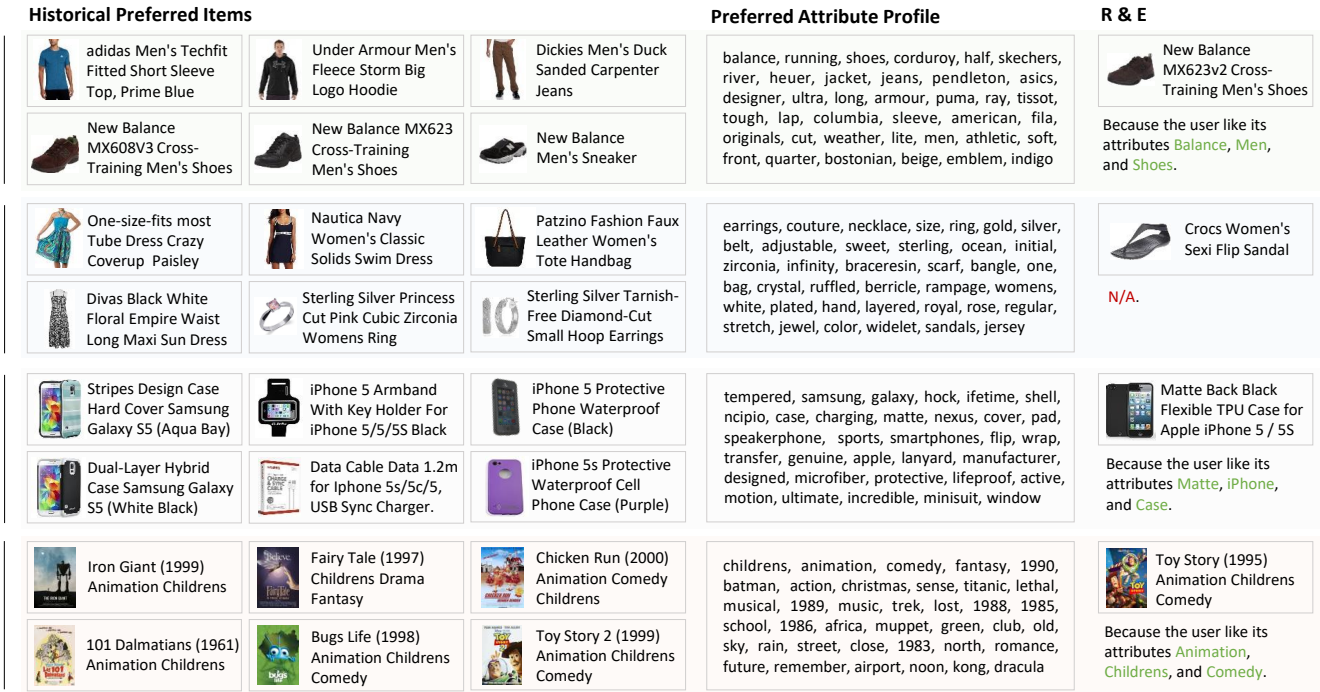 Historical Preferred Items
Preferred Attribute Profile
R & E
adidas Men's Techfit
Fitted Short Sleeve
Top, Prime Blue
Under Armour Men's
Fleece Storm Big
Logo Hoodie
Dickies Men's Duck
Sanded Carpenter
Jeans
New Balance
MX608V3 Cross-
Training Men's Shoes
New Balance MX623
Cross-Training
Men's Shoes
New Balance
Men's Sneaker
balance, running, shoes, corduroy, half, skechers,
river, heuer, jacket, jeans, pendleton, asics,
designer, ultra, long, armour, puma, ray, tissot,
tough, lap, columbia, sleeve, american, fila,
originals, cut, weather, lite, men, athletic, soft,
front, quarter, bostonian, beige, emblem, indigo
New Balance
MX623v2 Cross-
Training Men's Shoes
Because the user like its
attributes Balance, Men,
and Shoes.
One-size-fits most
Tube Dress Crazy
Coverup Paisley
Nautica Navy
Women's Classic
Solids Swim Dress
Patzino Fashion Faux
Leather Women's
Tote Handbag
Divas Black White
Floral Empire Waist
Long Maxi Sun Dress
Sterling Silver Princess
Cut Pink Cubic Zirconia
Womens Ring
Sterling Silver Tarnish-
Free Diamond-Cut
Small Hoop Earrings
earrings, couture, necklace, size, ring, gold, silver,
belt, adjustable, sweet, sterling, ocean, initial,
zirconia, infinity, braceresin, scarf, bangle, one,
bag, crystal, ruffled, berricle, rampage, womens,
white, plated, hand, layered, royal, rose, regular,
stretch, jewel, color, widelet, sandals, jersey
Crocs Women's
Sexi Flip Sandal
N/A.
Stripes Design Case
Hard Cover Samsung
Galaxy S5 (Aqua Bay)
iPhone 5 Armband
With Key Holder For
iPhone 5/5/5S Black
iPhone 5 Protective
Phone Waterproof
Case (Black)
Dual-Layer Hybrid
Case Samsung Galaxy
S5 (White Black)
Data Cable Data 1.2m
for Iphone 5s/5c/5,
USB Sync Charger.
iPhone 5s Protective
Waterproof Cell
Phone Case (Purple)
tempered, samsung, galaxy, hock, ifetime, shell,
ncipio, case, charging, matte, nexus, cover, pad,
speakerphone, sports, smartphones, flip, wrap,
transfer, genuine, apple, lanyard, manufacturer,
designed, microfiber, protective, lifeproof, active,
motion, ultimate, incredible, minisuit, window
Matte Back Black
Flexible TPU Case for
Apple iPhone 5 / 5S
Because the user like its
attributes Matte, iPhone,
and Case.
Iron Giant (1999)
Animation Childrens
Fairy Tale (1997)
Childrens Drama
Fantasy
Chicken Run (2000)
Animation Comedy
Childrens
101 Dalmatians (1961)
Animation Childrens
Bugs Life (1998)
Animation Childrens
Comedy
Toy Story 2 (1999)
Animation Childrens
Comedy
childrens, animation, comedy, fantasy, 1990,
batman, action, christmas, sense, titanic, lethal,
musical, 1989, music, trek, lost, 1988, 1985,
school, 1986, africa, muppet, green, club, old,
sky, rain, street, close, 1983, north, romance,
future, remember, airport, noon, kong, dracula
Toy Story (1995)
Animation Childrens
Comedy
Because the user like its
attributes Animation,
Childrens, and Comedy.